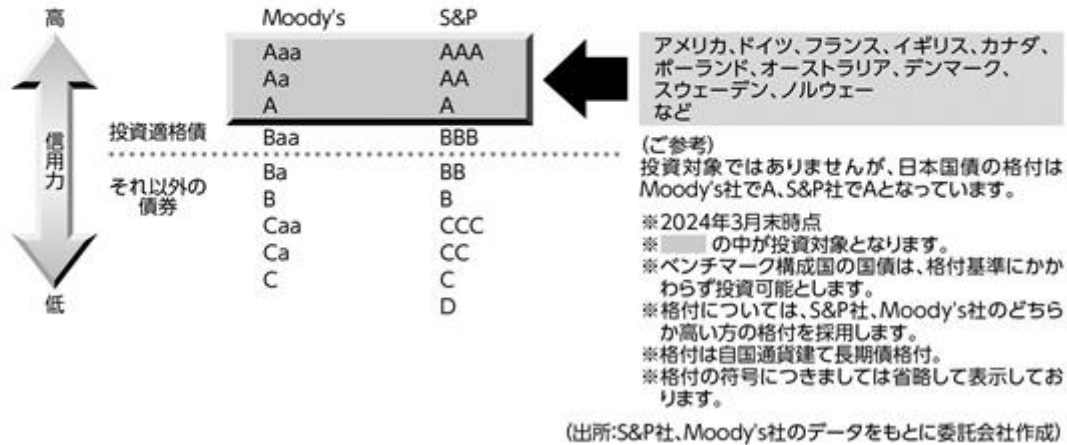 高
Moody's S&P
Aaa AAA
Aa AA
A A
投資適格債 Baa BBB
Ba BB
それ以外の
債券
B B
Caa CCC
Ca CC
C C
D
信用力
低
アメリカ、ドイツ、フランス、イギリス、カナダ、
ポーランド、オーストラリア、デンマーク、
スウェーデン、ノルウェー
など
(ご参考)
投資対象ではありませんが、日本国債の格付は
Moody's社でA、S&P社でAとなっています。
※2024年3月末時点
※ の中が投資対象となります。
※ベンチマーク構成国の国債は、格付基準にかか
わらず投資可能とします。
※格付については、S&P社、Moody's社のどちら
か高い方の格付を採用します。
※格付は自国通貨建て長期債格付。
※格付の符号につきましては省略して表示してお
ります。
(出所:S&P社、Moody's社のデータをもとに委託会社作成)